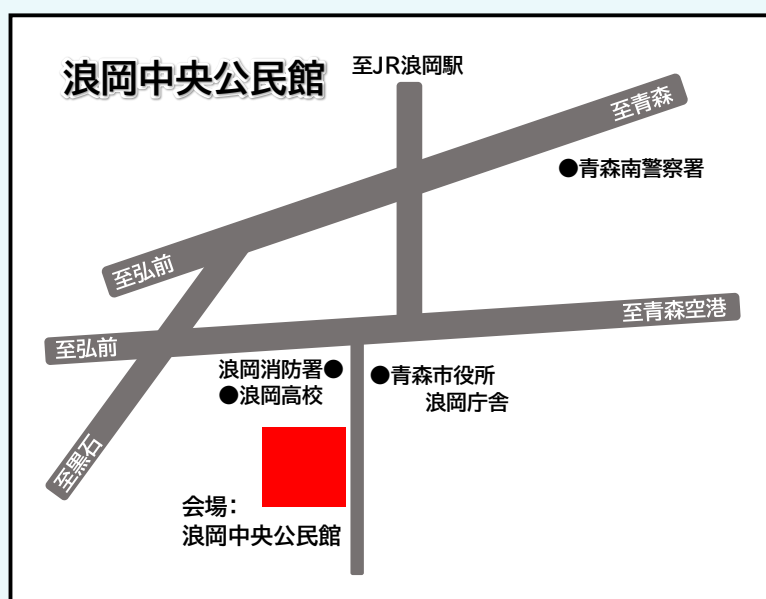 浪岡中央公民館
至JR浪岡駅
至青森
●青森南警察署
至弘前
至青森空港
至弘前
浪岡消防署●
●浪岡高校
●青森市役所
浪岡庁舎
至黒石
会場：
浪岡中央公民館